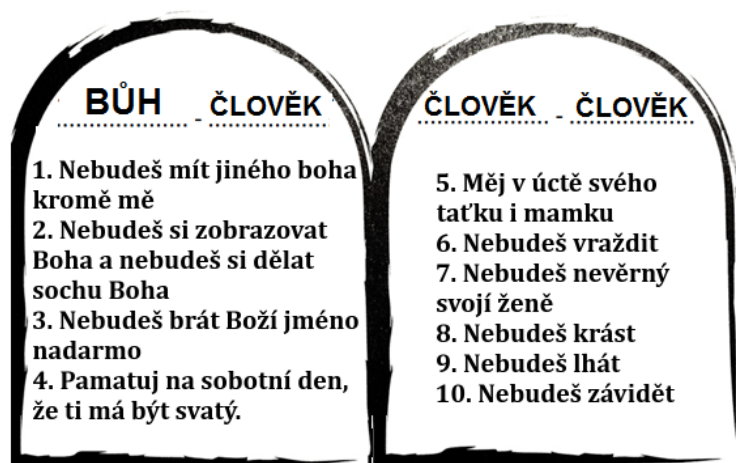 BŮH - ČLOVĚK
1. Nebudeš mít jiného boha
kromě mě
2. Nebudeš si zobrazovat
Boha a nebudeš si dělat
sochu Boha
3. Nebudeš brát Boží jméno
nadarmo
4. Pamatuj na sobotní den,
že ti má být svatý.
ČLOVĚK - ČLOVĚK
5. Měj v úctě svého
taťku i mamku
6. Nebudeš vraždit
7. Nebudeš nevěrný
svojí ženě
8. Nebudeš krást
9. Nebudeš lhát
10. Nebudeš závidět